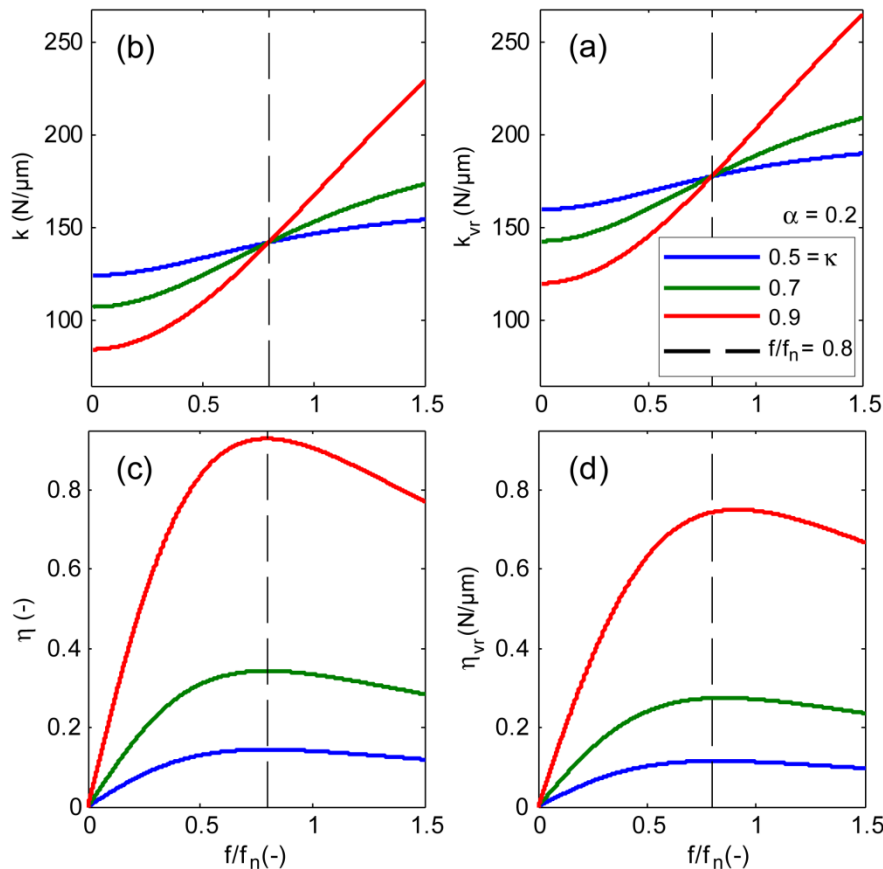 (b)
250
200
150
100
k (N/µm)
0
0.5
1
1.5
(a)
250
200
150
100
k_vr (N/µm)
α = 0.2
0.5 = κ
0.7
0.9
f/f_n = 0.8
0
0.5
1
1.5
(c)
0.8
0.6
0.4
0.2
0
η (-)
0
0.5
1
1.5
f/f_n(-)
(d)
0.8
0.6
0.4
0.2
0
η_vr(N/µm)
0
0.5
1
1.5
f/f_n(-)